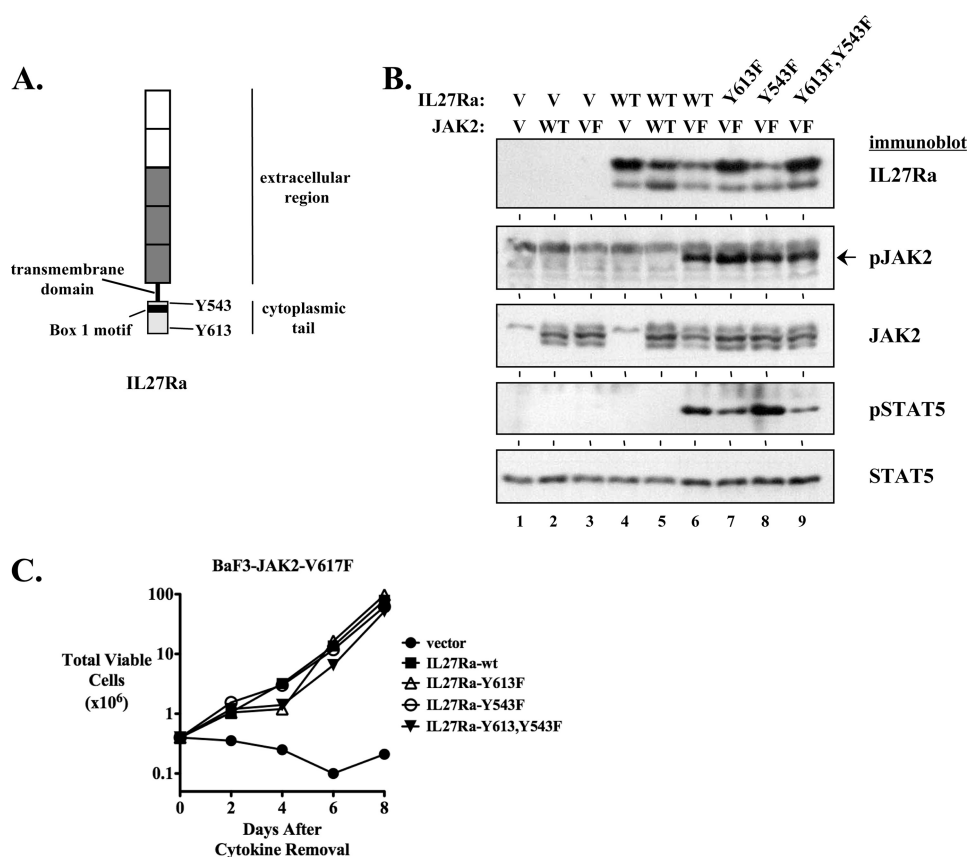 A.
extracellular
region
transmembrane
domain
Box 1 motif
Y543
Y613
cytoplasmic
tail
IL27Ra
B.
IL27Ra: V V V WT WT WT Y613F Y543F Y613F,Y543F
JAK2: V WT VF V WT VF VF VF VF
immunoblot
IL27Ra
pJAK2
JAK2
pSTAT5
STAT5
1 2 3 4 5 6 7 8 9
C.
BaF3-JAK2-V617F
Total Viable
Cells
(x10⁶)
100
10
1
0.1
0 2 4 6 8
Days After
Cytokine Removal
vector
IL27Ra-wt
IL27Ra-Y613F
IL27Ra-Y543F
IL27Ra-Y613,Y543F